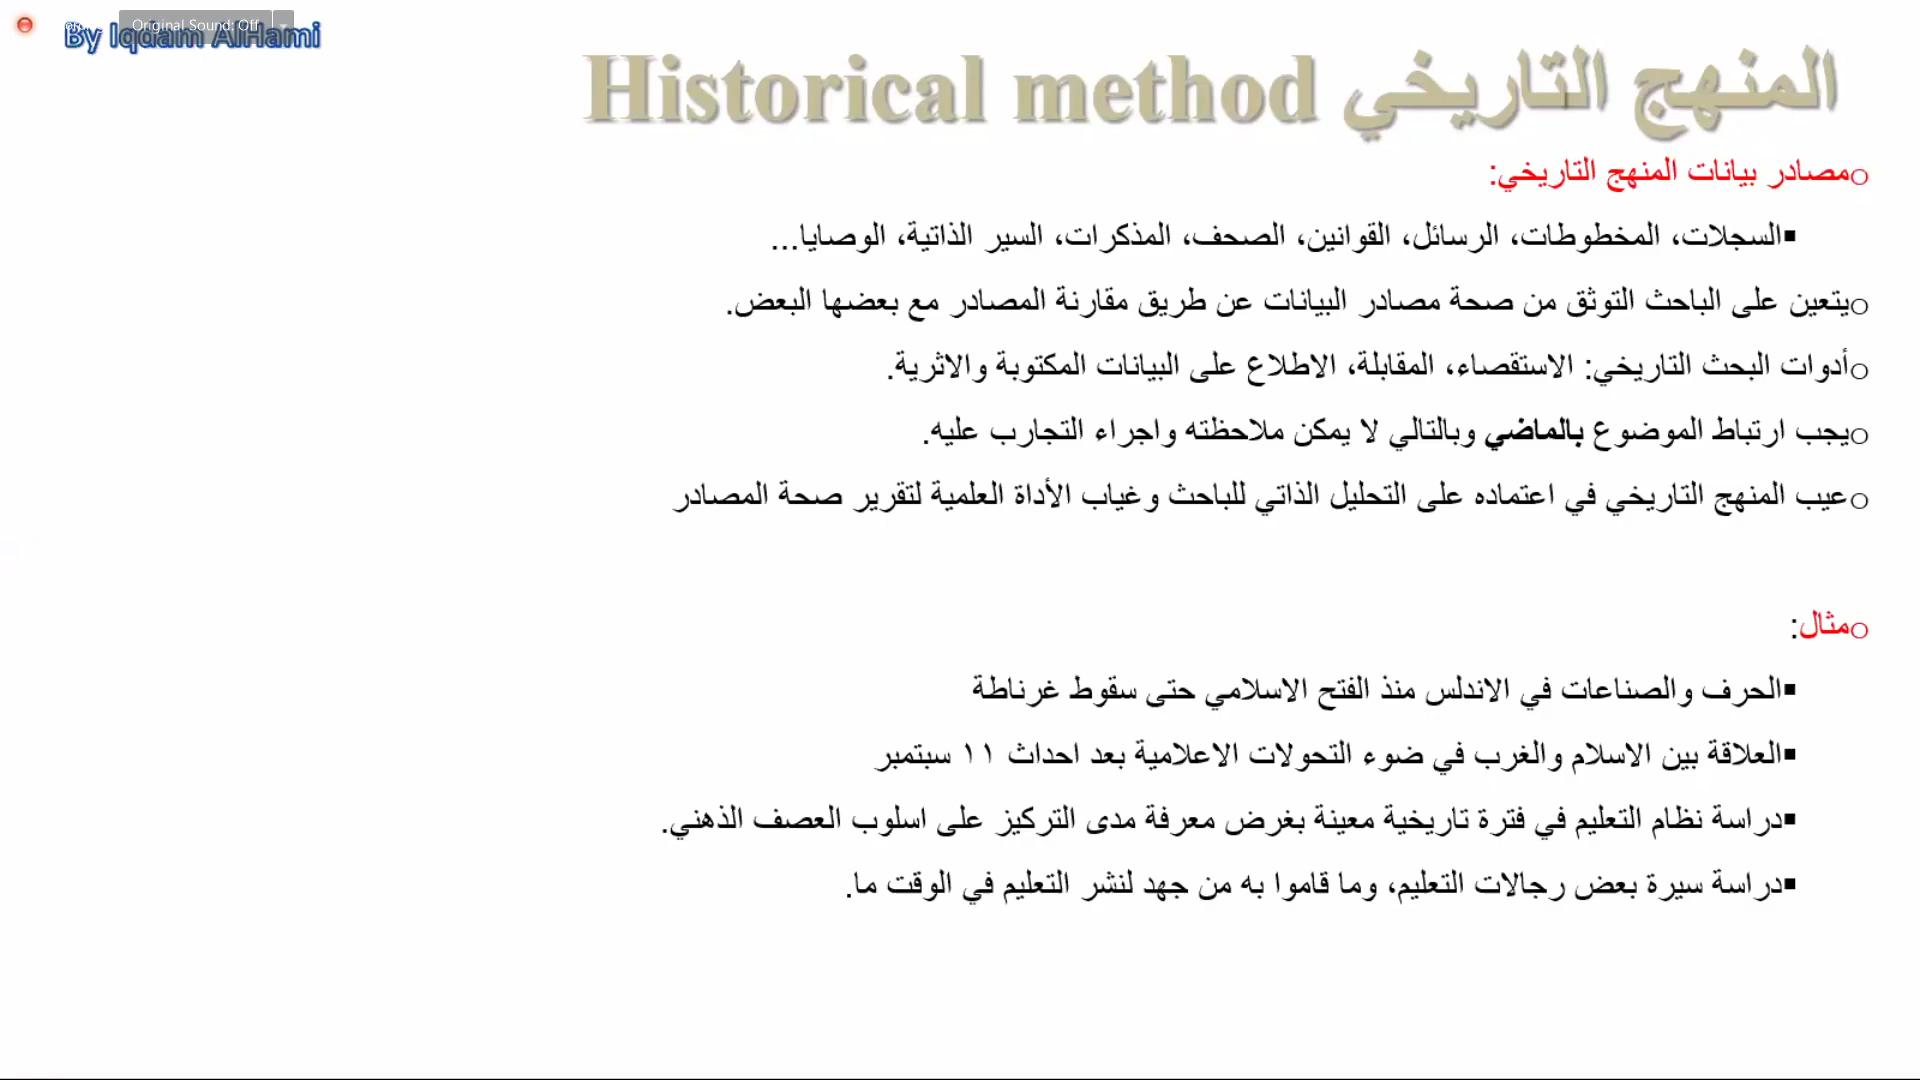 Original Sound: Off
By Iqdam AlHami
المنهج التاريخي Historical method
oمصادر بيانات المنهج التاريخي:
▪السجلات، المخطوطات، الرسائل، القوانين، الصحف، المذكرات، السير الذاتية، الوصايا...
oيتعين على الباحث التوثق من صحة مصادر البيانات عن طريق مقارنة المصادر مع بعضها البعض.
oأدوات البحث التاريخي: الاستقصاء، المقابلة، الاطلاع على البيانات المكتوبة والاثرية.
oيجب ارتباط الموضوع بالماضي وبالتالي لا يمكن ملاحظته واجراء التجارب عليه.
oعيب المنهج التاريخي في اعتماده على التحليل الذاتي للباحث وغياب الأداة العلمية لتقرير صحة المصادر
oمثال:
▪الحرف والصناعات في الاندلس منذ الفتح الاسلامي حتى سقوط غرناطة
▪العلاقة بين الاسلام والغرب في ضوء التحولات الاعلامية بعد احداث ١١ سبتمبر
▪دراسة نظام التعليم في فترة تاريخية معينة بغرض معرفة مدى التركيز على اسلوب العصف الذهني.
▪دراسة سيرة بعض رجالات التعليم، وما قاموا به من جهد لنشر التعليم في الوقت ما.